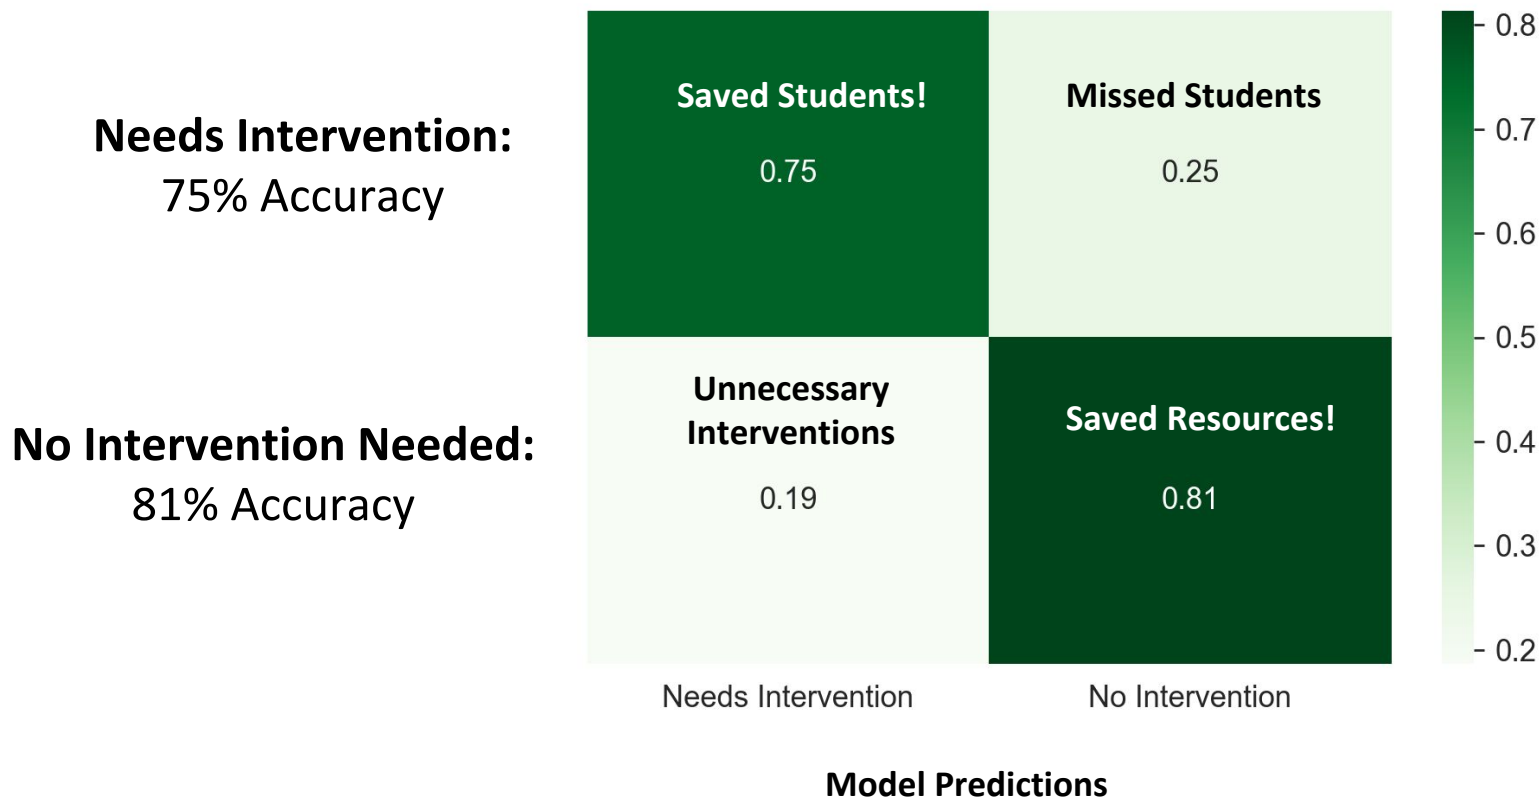 Needs Intervention:
75% Accuracy
Saved Students!
0.75
Missed Students
0.25
No Intervention Needed:
81% Accuracy
Unnecessary
Interventions
0.19
Saved Resources!
0.81
Needs Intervention
No Intervention
Model Predictions
0.8
0.7
0.6
0.5
0.4
0.3
0.2